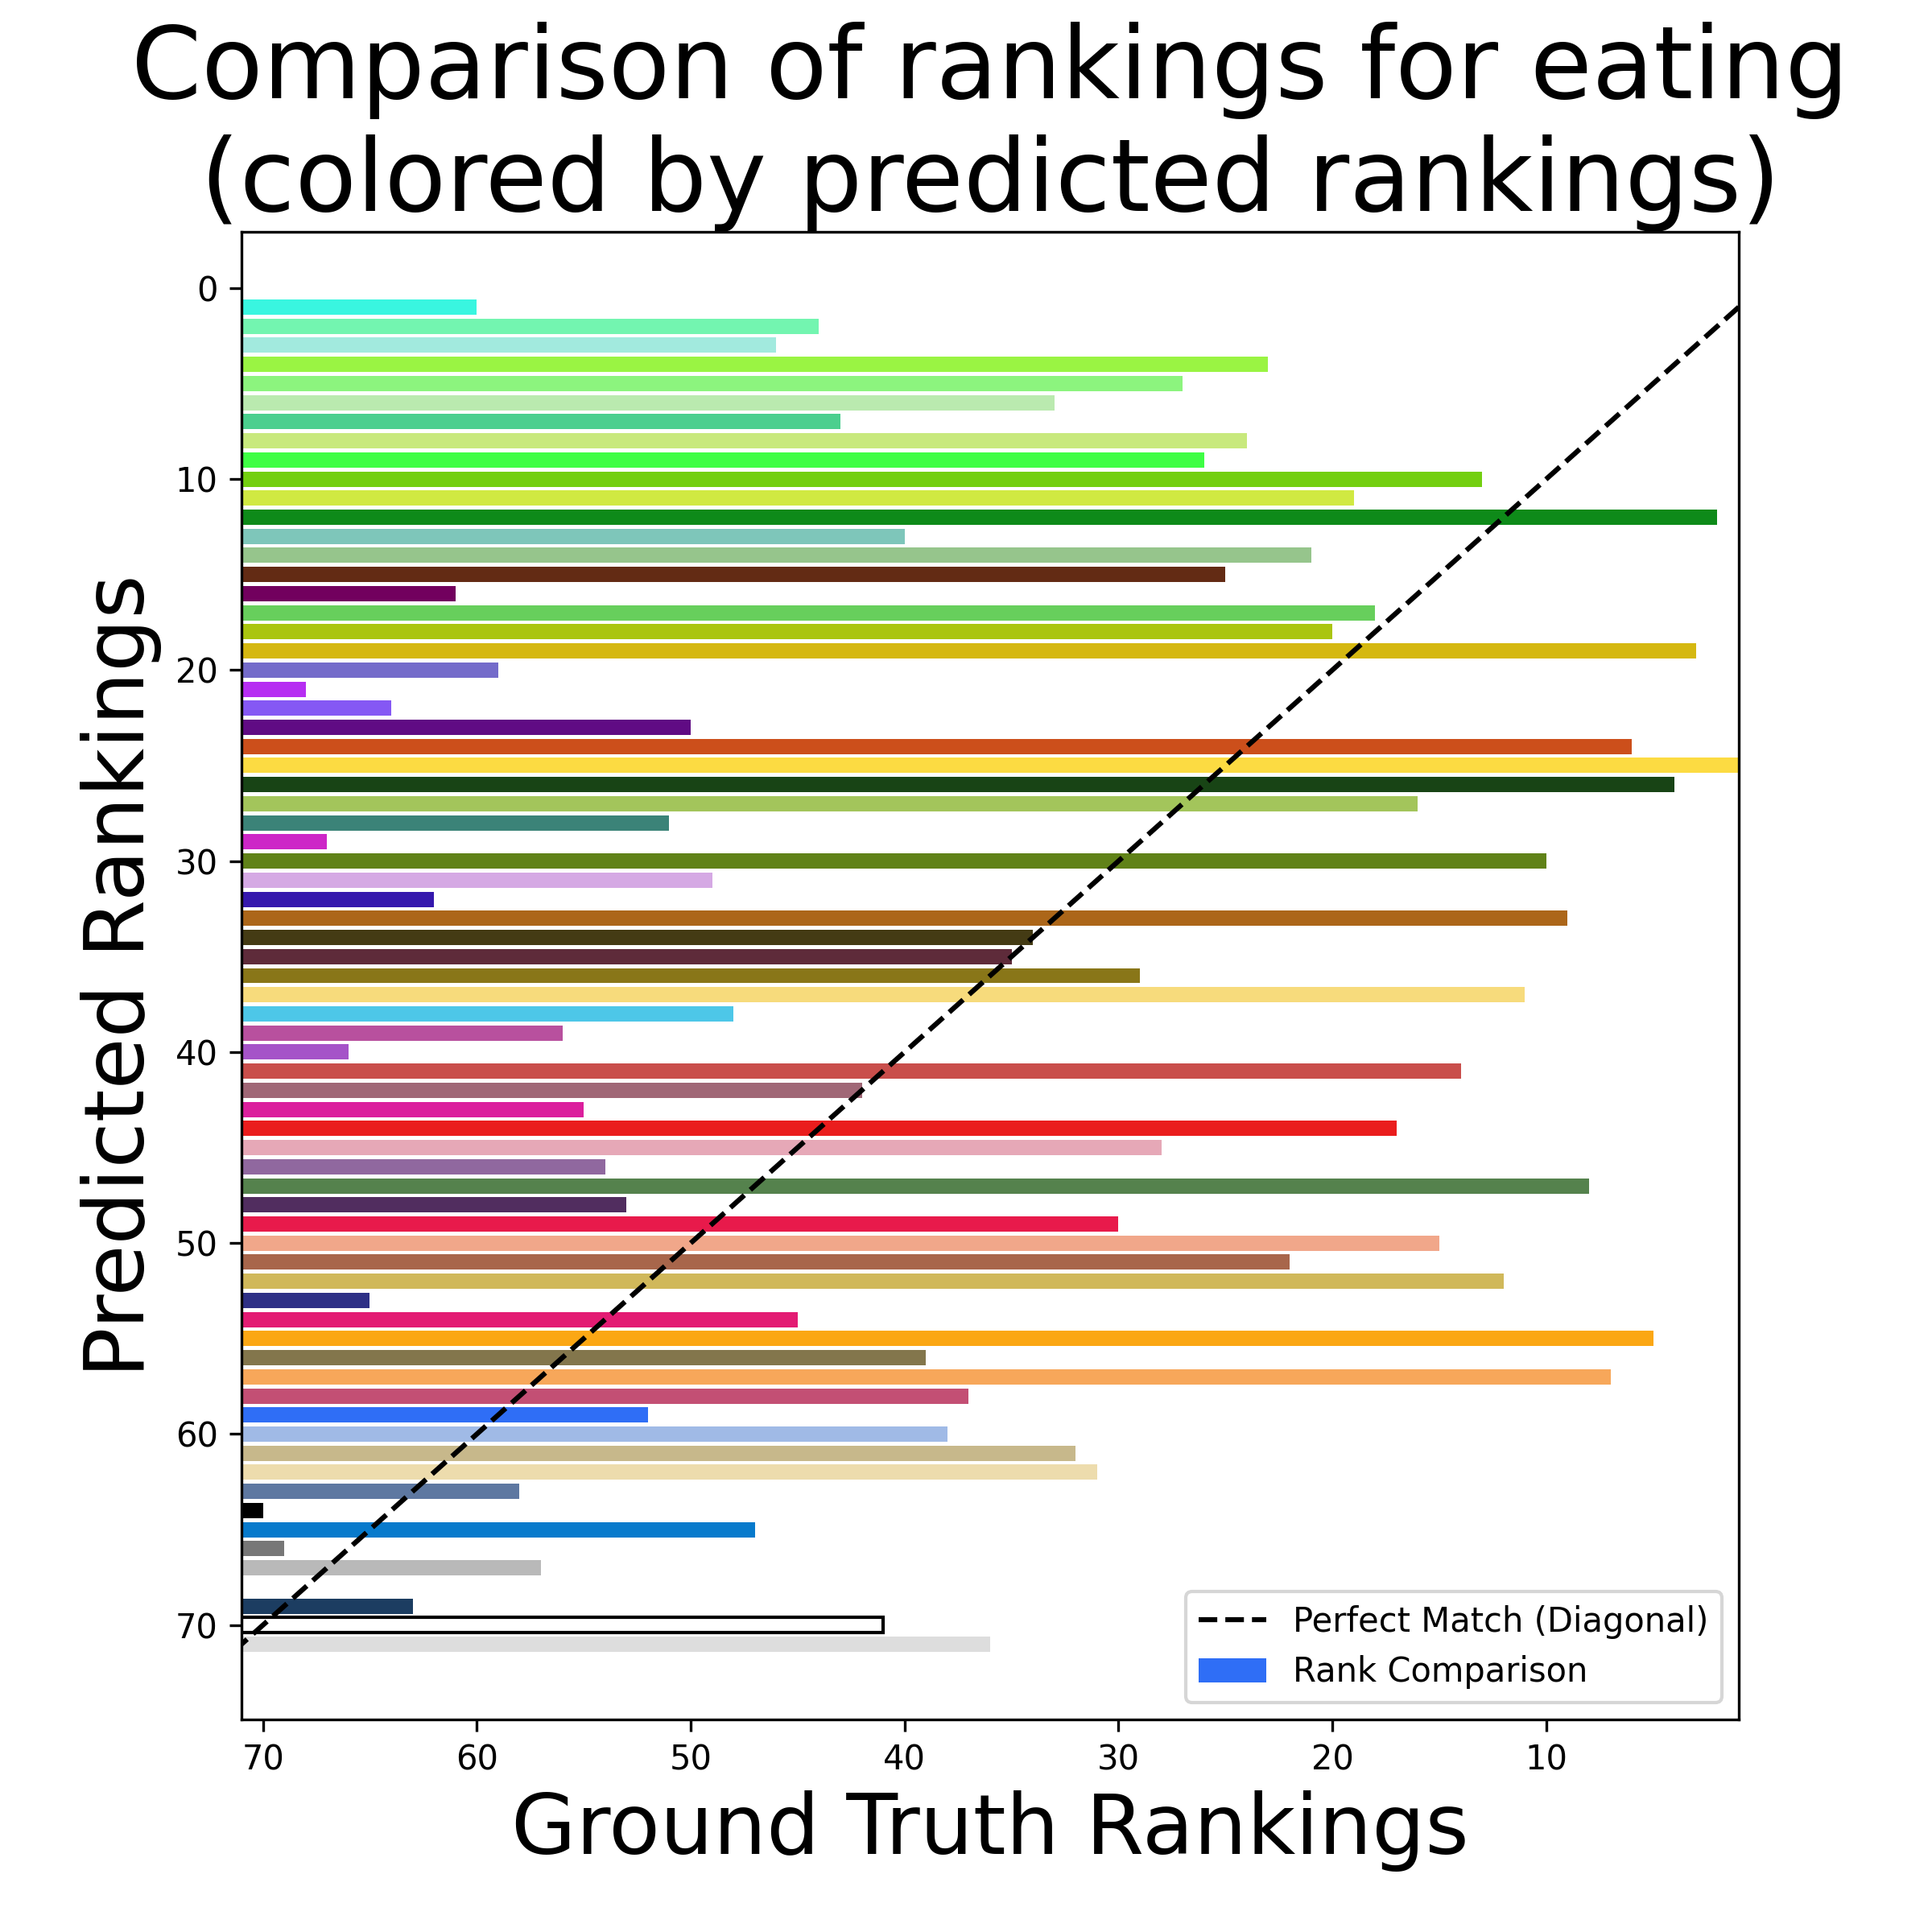 Comparison of rankings for eating
(colored by predicted rankings)
Predicted Rankings
0
10
20
30
40
50
60
70
Perfect Match (Diagonal)
Rank Comparison
70 60 50 40 30 20 10
Ground Truth Rankings